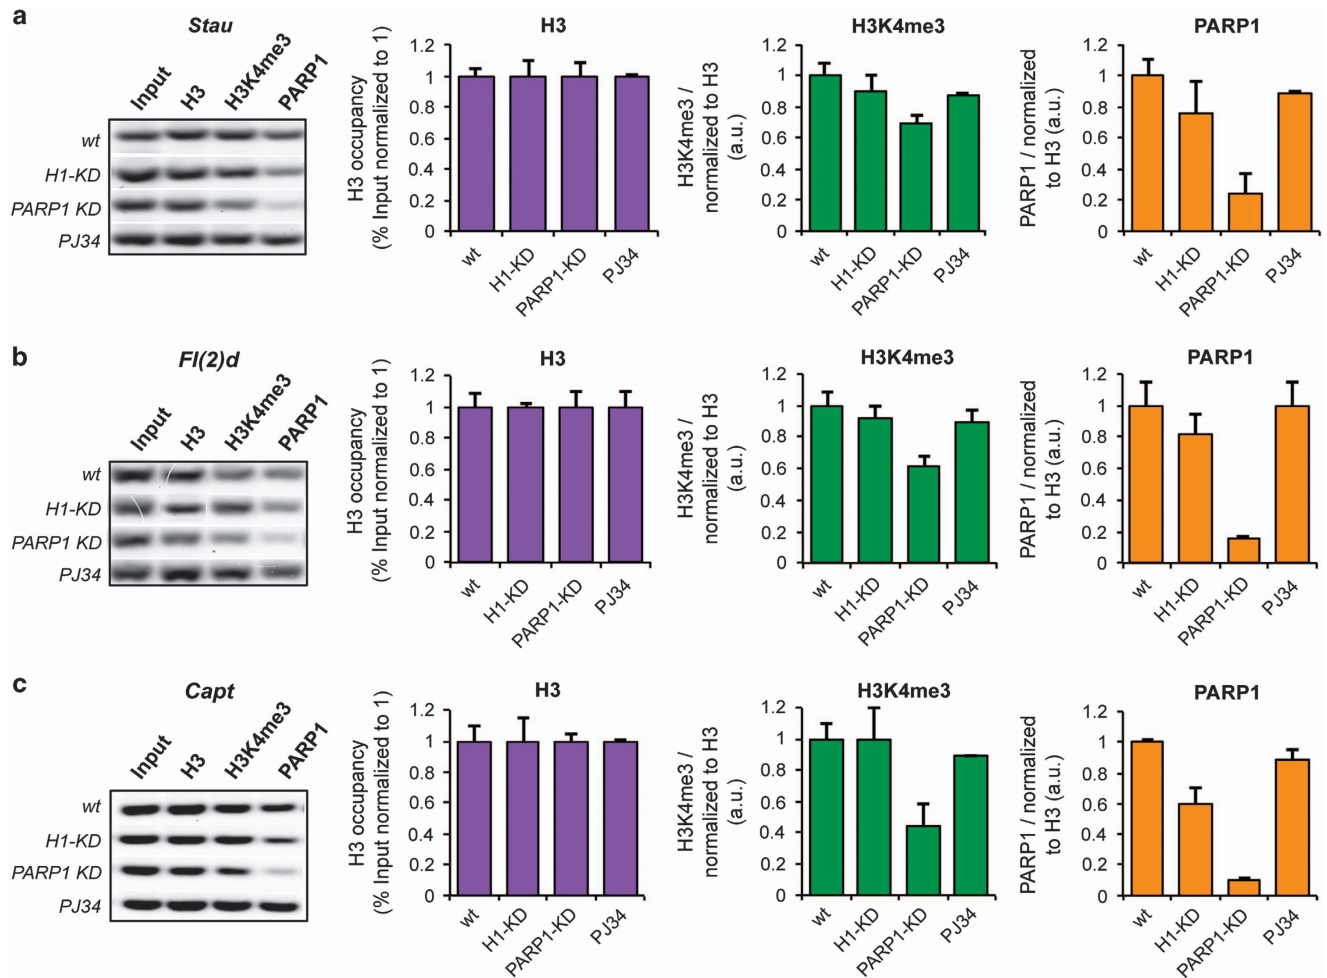 a
Stau
Input
H3
H3K4me3
PARP1
wt
H1-KD
PARP1 KD
PJ34
H3
H3 occupancy
(% Input normalized to 1)
1.2
1
0.8
0.6
0.4
0.2
0
wt
H1-KD
PARP1-KD
PJ34
H3K4me3
H3K4me3 /
normalized to H3
(a.u.)
1.2
1
0.8
0.6
0.4
0.2
0
wt
H1-KD
PARP1-KD
PJ34
PARP1
PARP1 / normalized
to H3 (a.u.)
1.2
1
0.8
0.6
0.4
0.2
0
wt
H1-KD
PARP1-KD
PJ34
b
Fl(2)d
Input
H3
H3K4me3
PARP1
wt
H1-KD
PARP1 KD
PJ34
H3
H3 occupancy
(% Input normalized to 1)
1.2
1
0.8
0.6
0.4
0.2
0
wt
H1-KD
PARP1-KD
PJ34
H3K4me3
H3K4me3 /
normalized to H3
(a.u.)
1.2
1
0.8
0.6
0.4
0.2
0
wt
H1-KD
PARP1-KD
PJ34
PARP1
PARP1 / normalized
to H3 (a.u.)
1.2
1
0.8
0.6
0.4
0.2
0
wt
H1-KD
PARP1-KD
PJ34
c
Capt
Input
H3
H3K4me3
PARP1
wt
H1-KD
PARP1 KD
PJ34
H3
H3 occupancy
(% Input normalized to 1)
1.2
1
0.8
0.6
0.4
0.2
0
wt
H1-KD
PARP1-KD
PJ34
H3K4me3
H3K4me3 /
normalized to H3
(a.u.)
1.2
1
0.8
0.6
0.4
0.2
0
wt
H1-KD
PARP1-KD
PJ34
PARP1
PARP1 / normalized
to H3 (a.u.)
1.2
1
0.8
0.6
0.4
0.2
0
wt
H1-KD
PARP1-KD
PJ34